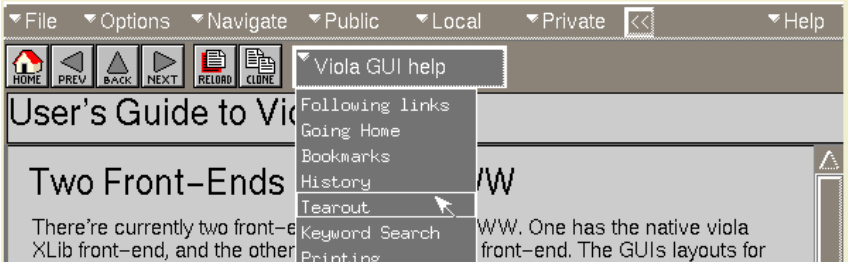 File Options Navigate Public Local Private << Help
HOME PREV BACK NEXT RELOAD CLONE Viola GUI help
User's Guide to Vio
Following links
Going Home
Bookmarks
History
Tearout
Keyword Search
Printing
Two Front-Ends WW
There're currently two front-e WW. One has the native viola
XLib front-end, and the other front-end. The GUIs layouts for